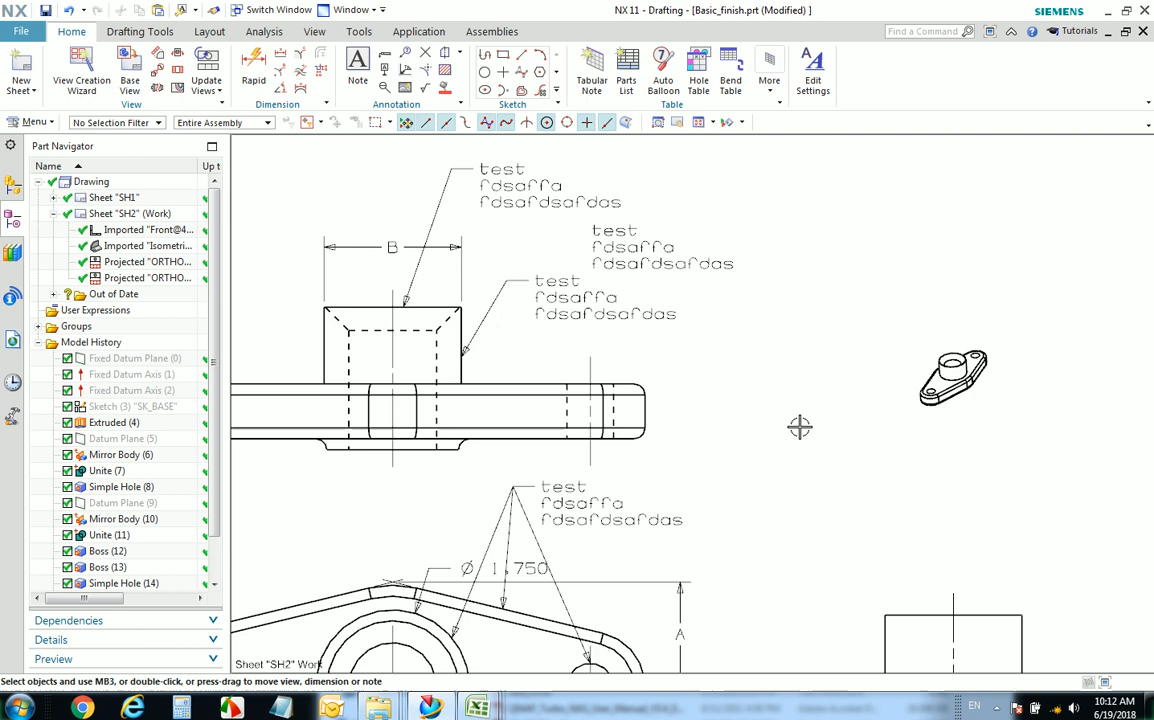 NX
Switch Window
Window
NX 11 - Drafting - [Basic_finish.prt (Modified) ]
SIEMENS
File
Home
Drafting Tools
Layout
Analysis
View
Tools
Application
Assemblies
Find a Command
Tutorials
New
Sheet
View Creation
Wizard
Base
View
Update
Views
View
Rapid
Dimension
A
Note
Annotation
Sketch
Tabular
Note
Parts
List
Auto
Balloon
Hole
Table
Bend
Table
More
Table
Edit
Settings
Menu
No Selection Filter
Entire Assembly
Part Navigator
Name
Up t
Drawing
Sheet "SH1"
Sheet "SH2" (Work)
Imported "Front@4...
Imported "Isometri...
Projected "ORTHO...
Projected "ORTHO...
Out of Date
User Expressions
Groups
Model History
Fixed Datum Plane (0)
Fixed Datum Axis (1)
Fixed Datum Axis (2)
Sketch (3) "SK_BASE"
Extruded (4)
Datum Plane (5)
Mirror Body (6)
Unite (7)
Simple Hole (8)
Datum Plane (9)
Mirror Body (10)
Unite (11)
Boss (12)
Boss (13)
Simple Hole (14)
Dependencies
Details
Preview
test
fdsaffa
fdsafdsafdas
B
test
fdsaffa
fdsafdsafdas
test
fdsaffa
fdsafdsafdas
test
fdsaffa
fdsafdsafdas
Ø 1.750
A
Sheet "SH2" Work
Select objects and use MB3, or double-click, or press-drag to move view, dimension or note
EN
10:12 AM
6/19/2018